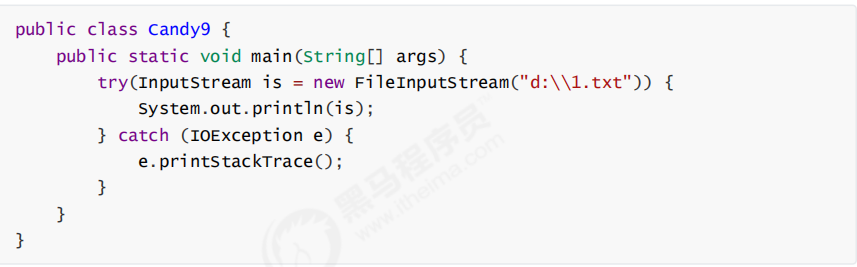 public class Candy9 {
    public static void main(String[] args) {
        try(InputStream is = new FileInputStream("d:\\1.txt")) {
            System.out.println(is);
        } catch (IOException e) {
            e.printStackTrace();
        }
    }
}
黑马程序员
www.itheima.com